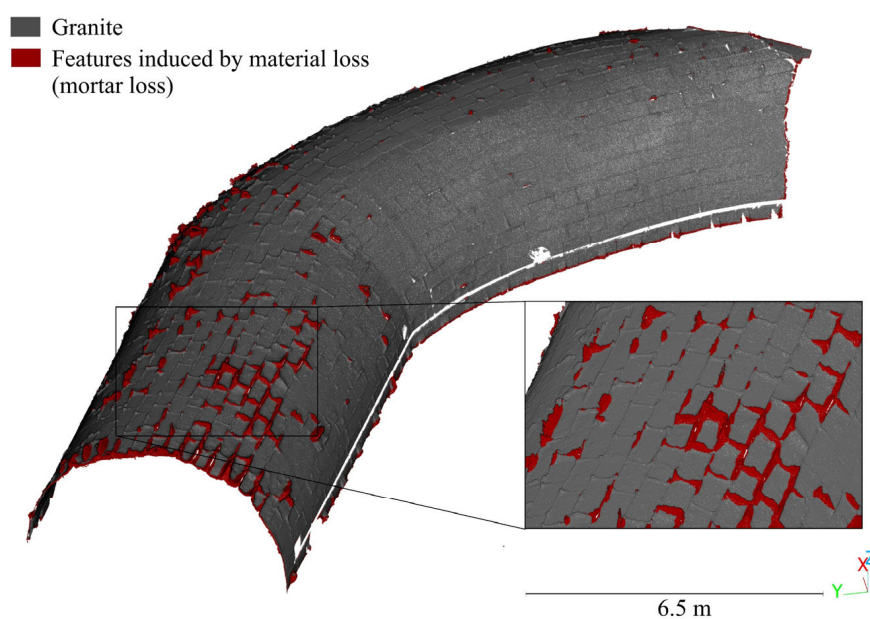 Granite
Features induced by material loss
(mortar loss)
X
Y
6.5 m